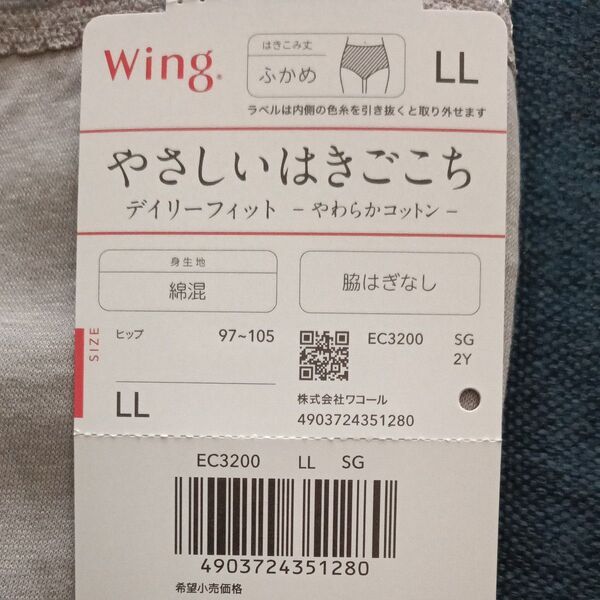 Wing®
はきこみ丈
ふかめ
LL
ラベルは内側の色糸を引き抜くと取り外せます
やさしいはきごこち
デイリーフィット －やわらかコットン－
身生地
綿混
脇はぎなし
SIZE
ヒップ 97~105
LL
EC3200 SG
2Y
株式会社ワコール
4903724351280
EC3200 LL SG
4903724351280
希望小売価格